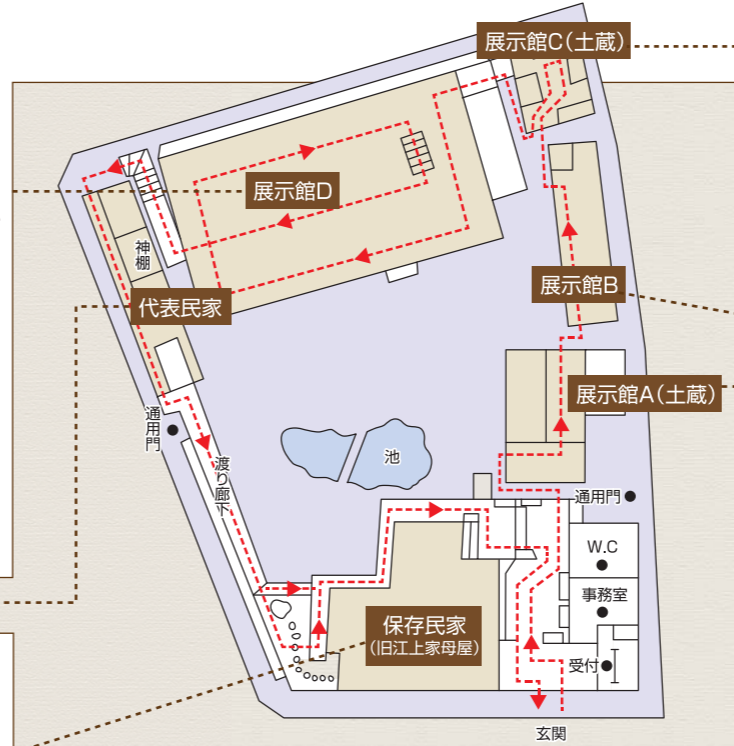 展示館C(土蔵)
展示館D
神棚
代表民家
展示館B
展示館A(土蔵)
通用門
渡り廊下
池
通用門
W.C
事務室
保存民家
(旧江上家母屋)
受付
玄関